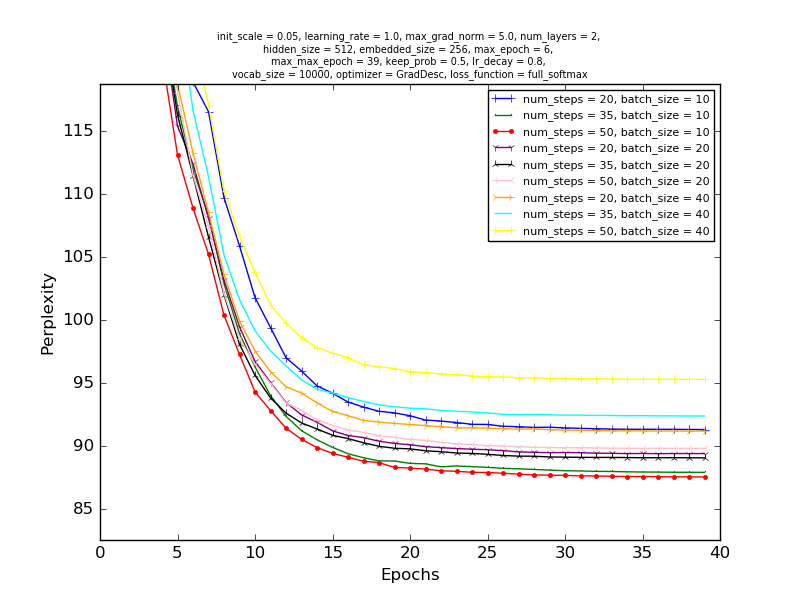 init_scale = 0.05, learning_rate = 1.0, max_grad_norm = 5.0, num_layers = 2,
hidden_size = 512, embedded_size = 256, max_epoch = 6,
max_max_epoch = 39, keep_prob = 0.5, lr_decay = 0.8,
vocab_size = 10000, optimizer = GradDesc, loss_function = full_softmax
num_steps = 20, batch_size = 10
num_steps = 35, batch_size = 10
num_steps = 50, batch_size = 10
num_steps = 20, batch_size = 20
num_steps = 35, batch_size = 20
num_steps = 50, batch_size = 20
num_steps = 20, batch_size = 40
num_steps = 35, batch_size = 40
num_steps = 50, batch_size = 40
Perplexity
115
110
105
100
95
90
85
0 5 10 15 20 25 30 35 40
Epochs